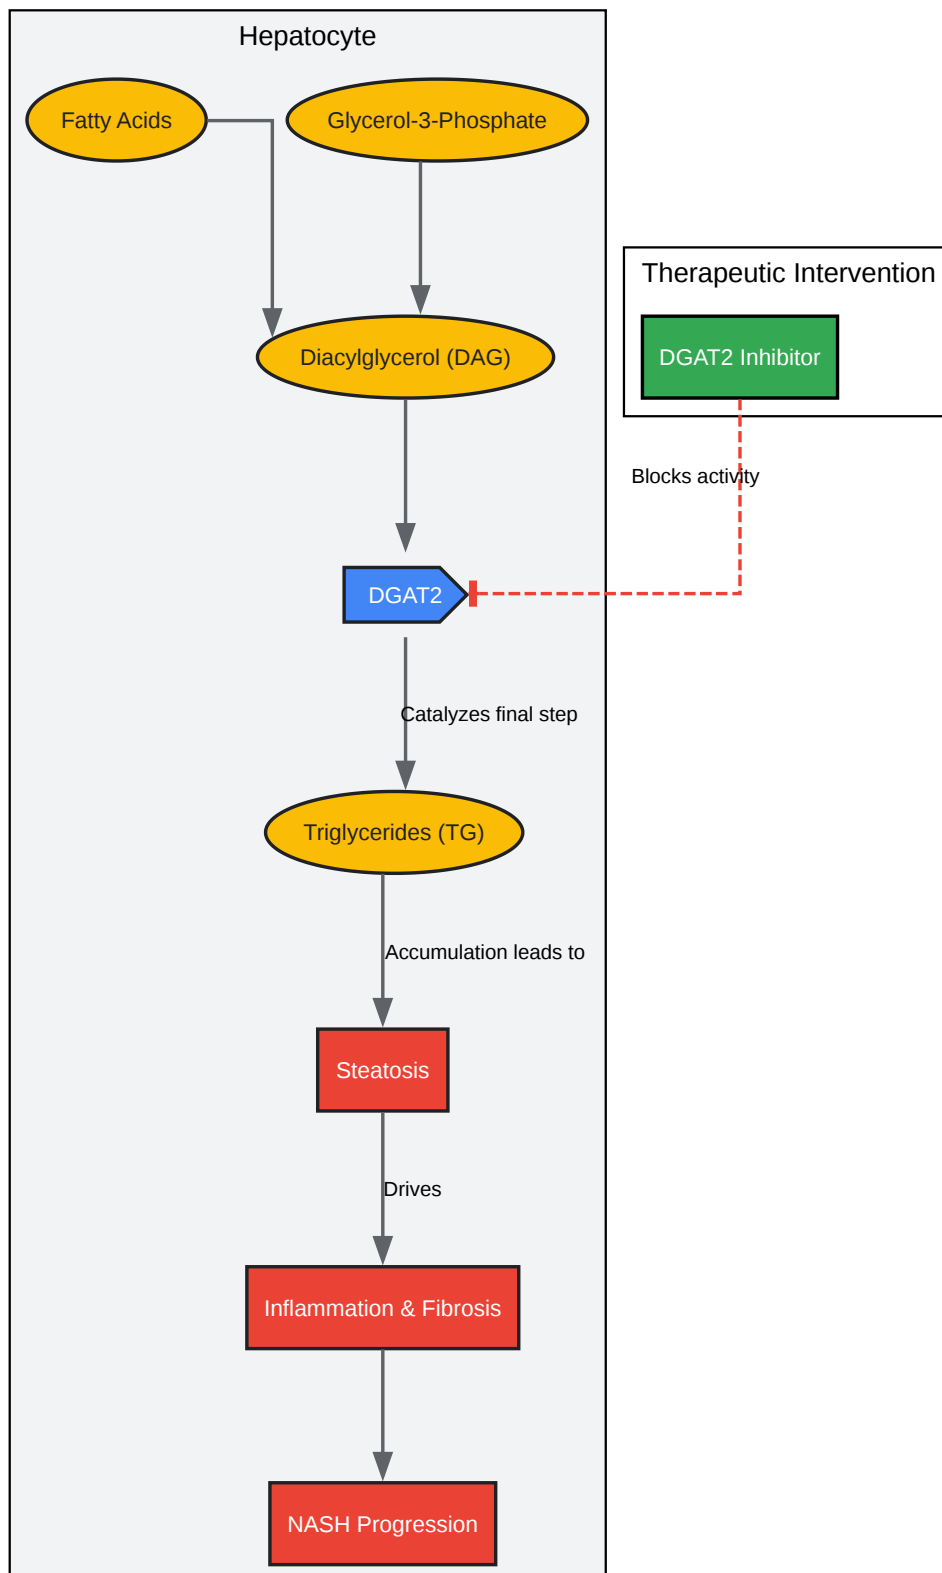 Hepatocyte
Fatty Acids
Glycerol-3-Phosphate
Therapeutic Intervention
DGAT2 Inhibitor
Diacylglycerol (DAG)
Blocks activity
DGAT2
Catalyzes final step
Triglycerides (TG)
Accumulation leads to
Steatosis
Drives
Inflammation & Fibrosis
NASH Progression